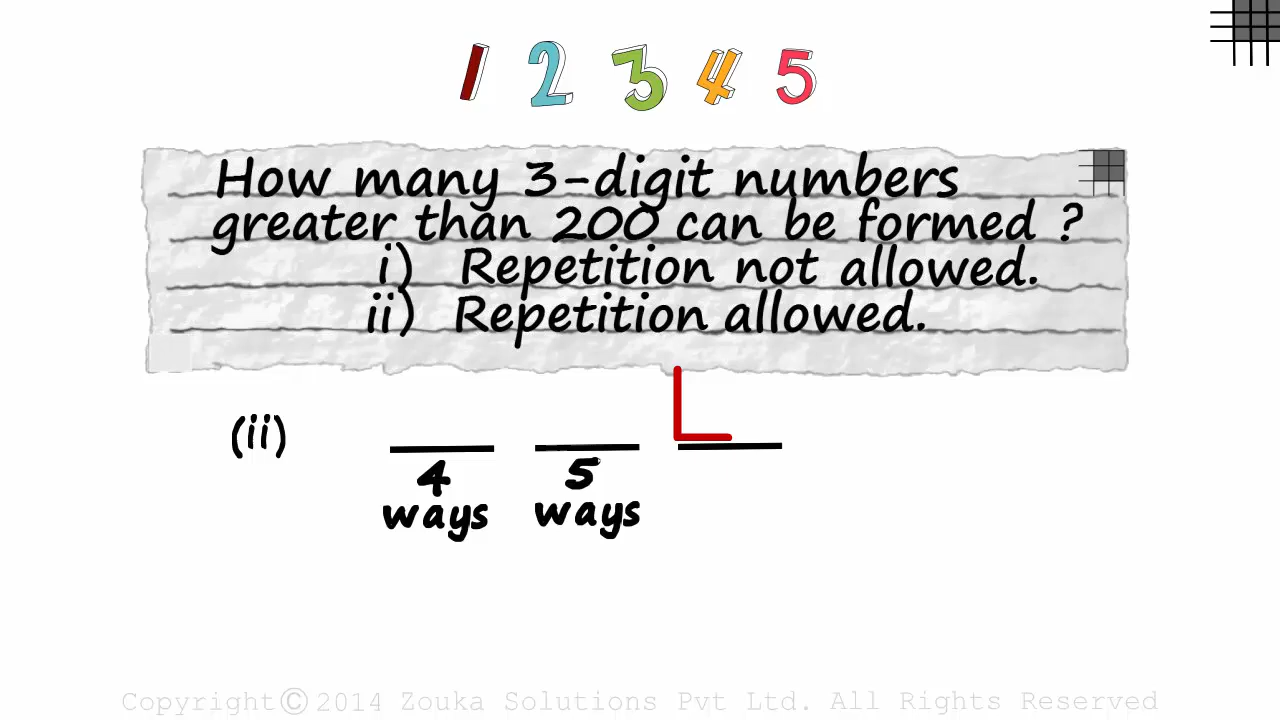 1 2 3 4 5
How many 3-digit numbers
greater than 200 can be formed ?
i) Repetition not allowed.
ii) Repetition allowed.
(ii)
4 5
ways ways
Copyright © 2014 Zouka Solutions Pvt Ltd. All Rights Reserved